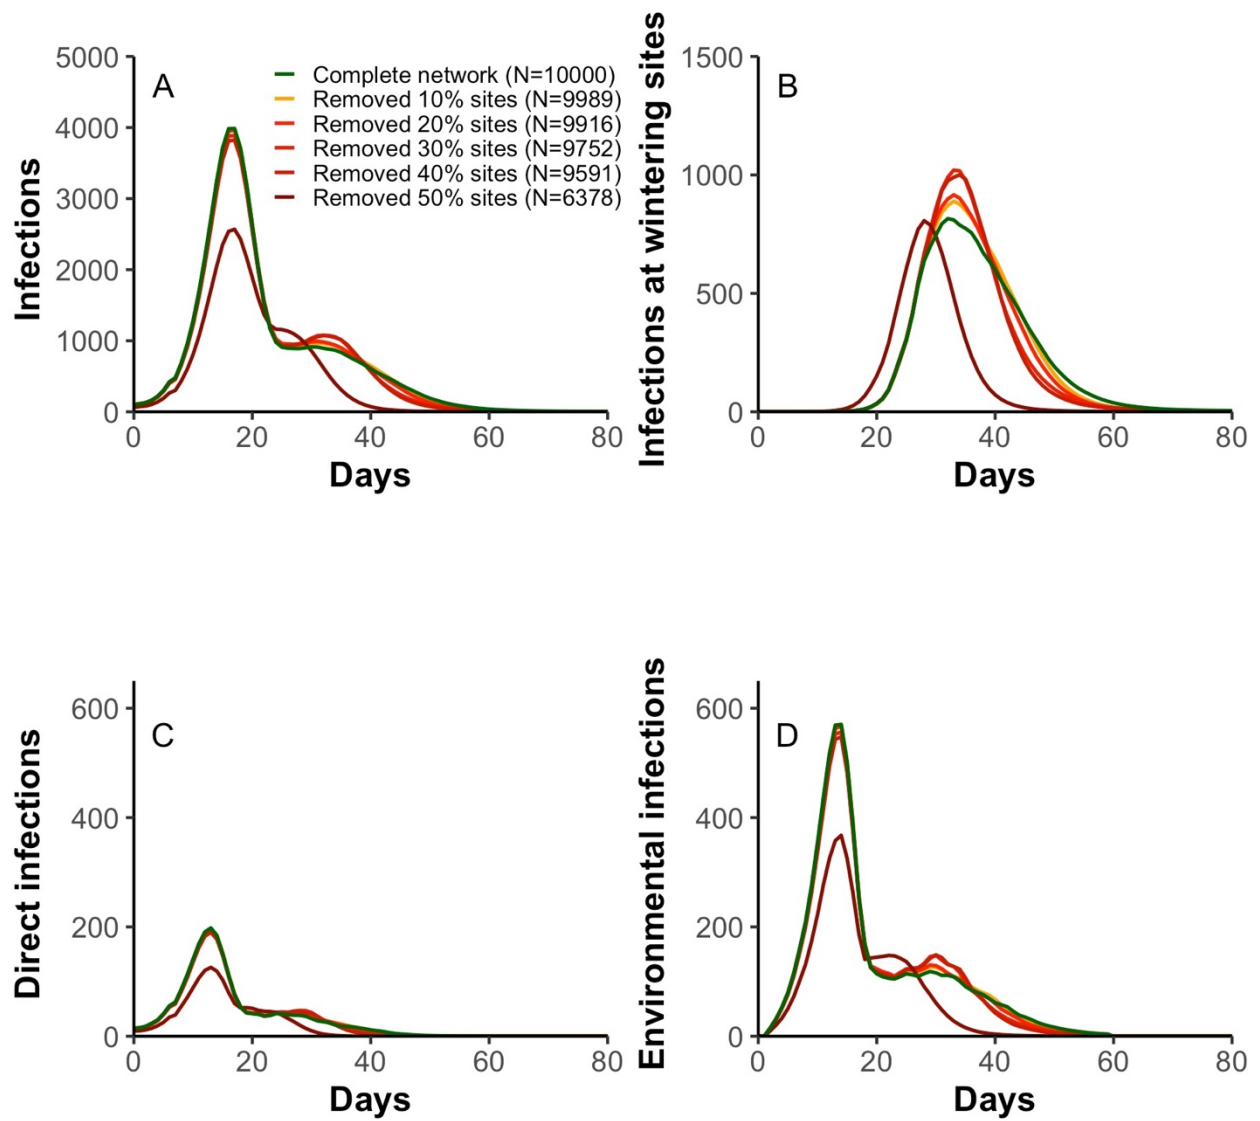 A
Infections
5000
4000
3000
2000
1000
0
0 20 40 60 80
Days
Complete network (N=10000)
Removed 10% sites (N=9989)
Removed 20% sites (N=9916)
Removed 30% sites (N=9752)
Removed 40% sites (N=9591)
Removed 50% sites (N=6378)
B
Infections at wintering sites
1500
1000
500
0
0 20 40 60 80
Days
C
Direct infections
600
400
200
0
0 20 40 60 80
Days
D
Environmental infections
600
400
200
0
0 20 40 60 80
Days